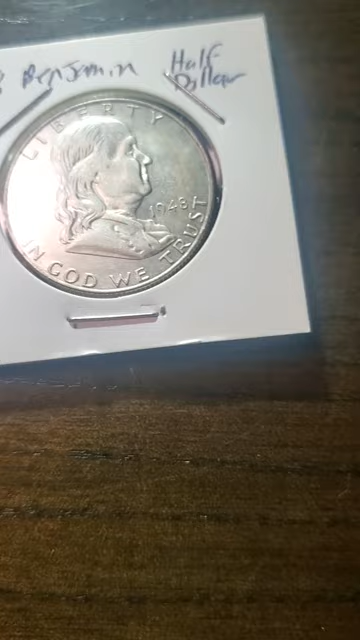 Benjamin Half
Dollar
LIBERTY
1948
IN GOD WE TRUST